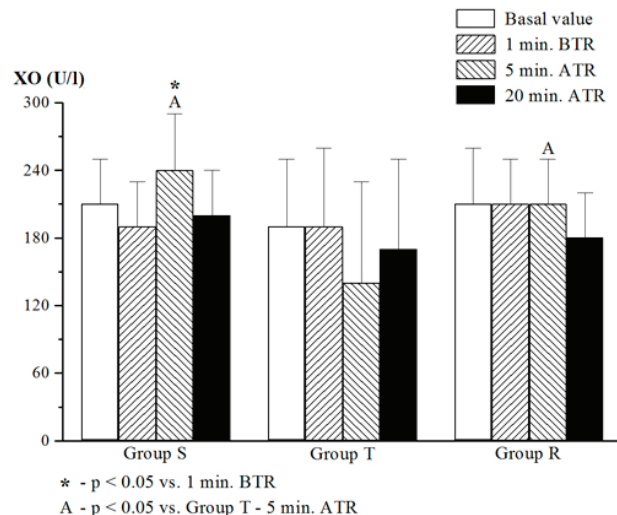 Basal value
1 min. BTR
5 min. ATR
20 min. ATR
XO (U/l)
300
240
180
120
60
0
*
A
A
Group S
Group T
Group R
* - p < 0.05 vs. 1 min. BTR
A - p < 0.05 vs. Group T - 5 min. ATR